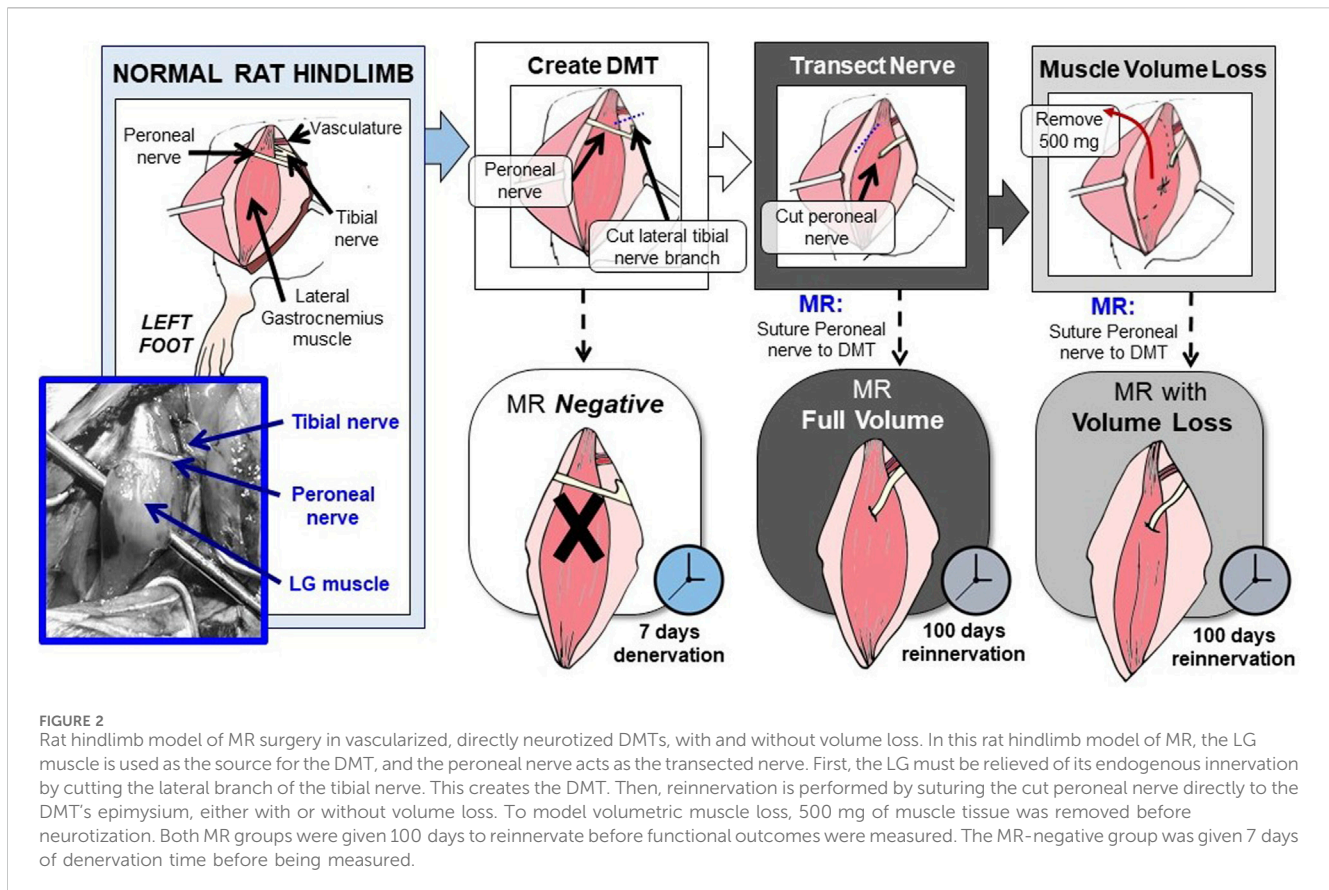 NORMAL RAT HINDLIMB
Peroneal
nerve
Vasculature
Tibial
nerve
Lateral
Gastrocnemius
muscle
LEFT
FOOT
Tibial nerve
Peroneal
nerve
LG muscle
Create DMT
Peroneal
nerve
Cut lateral tibial
nerve branch
Transect Nerve
Cut peroneal
nerve
Muscle Volume Loss
Remove
500 mg
MR:
Suture Peroneal
nerve to DMT
MR:
Suture Peroneal
nerve to DMT
MR Negative
7 days
denervation
MR
Full Volume
100 days
reinnervation
MR with
Volume Loss
100 days
reinnervation
FIGURE 2
Rat hindlimb model of MR surgery in vascularized, directly neurotized DMTs, with and without volume loss. In this rat hindlimb model of MR, the LG
muscle is used as the source for the DMT, and the peroneal nerve acts as the transected nerve. First, the LG must be relieved of its endogenous innervation
by cutting the lateral branch of the tibial nerve. This creates the DMT. Then, reinnervation is performed by suturing the cut peroneal nerve directly to the
DMT's epimysium, either with or without volume loss. To model volumetric muscle loss, 500 mg of muscle tissue was removed before
neurotization. Both MR groups were given 100 days to reinnervate before functional outcomes were measured. The MR-negative group was given 7 days
of denervation time before being measured.